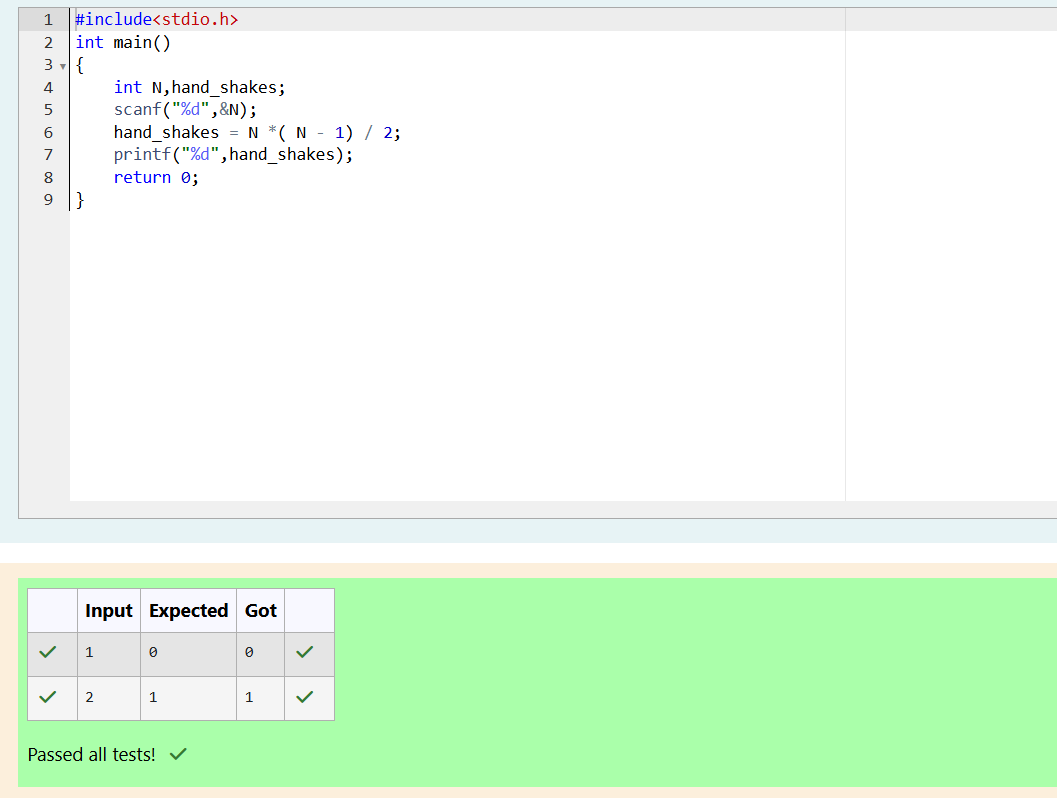 1 #include<stdio.h>
2 int main()
3 {
4     int N,hand_shakes;
5     scanf("%d",&N);
6     hand_shakes = N *( N - 1) / 2;
7     printf("%d",hand_shakes);
8     return 0;
9 }
Input Expected Got
1 0 0
2 1 1
Passed all tests!